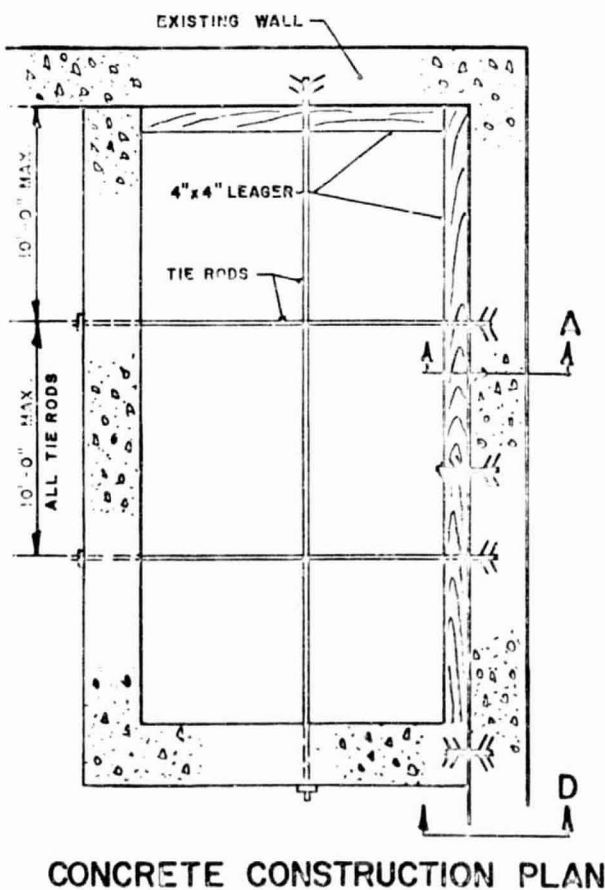 EXISTING WALL
10'-0" MAX
4"x4" LEAGER
TIE RODS
A
10'-0" MAX
ALL TIE RODS
D
CONCRETE CONSTRUCTION PLAN